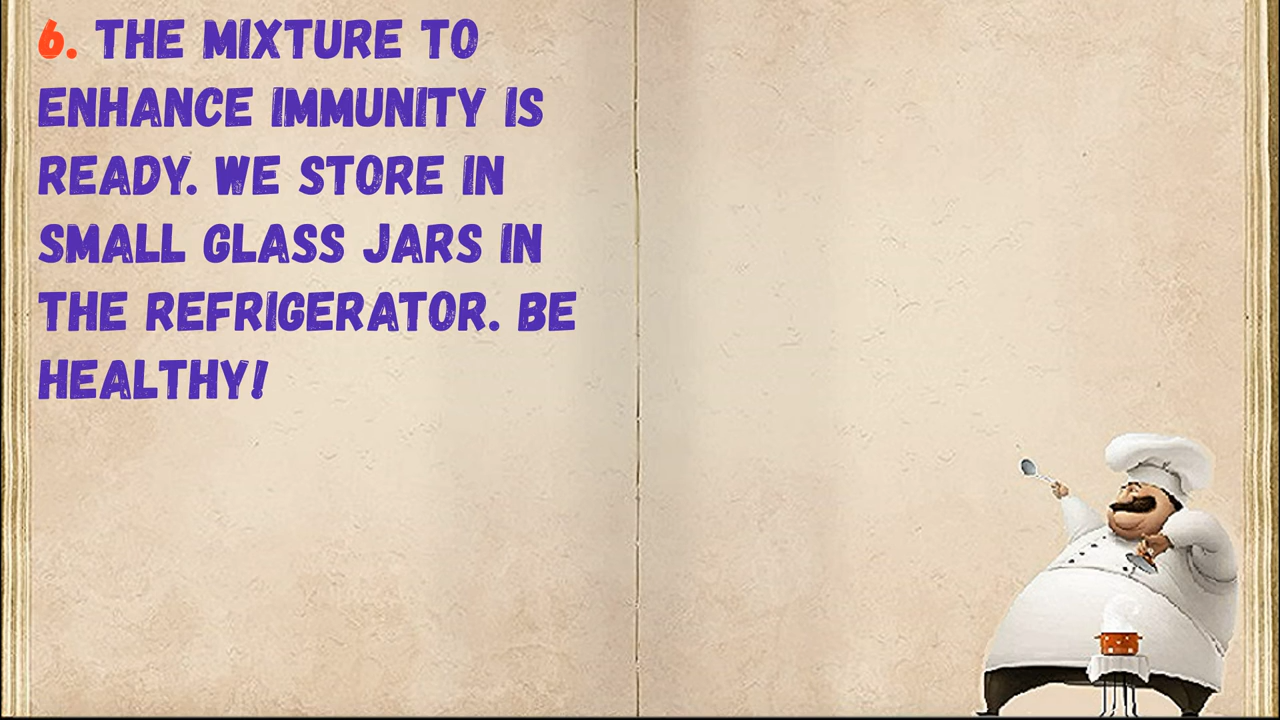 6. THE MIXTURE TO
ENHANCE IMMUNITY IS
READY. WE STORE IN
SMALL GLASS JARS IN
THE REFRIGERATOR. BE
HEALTHY!